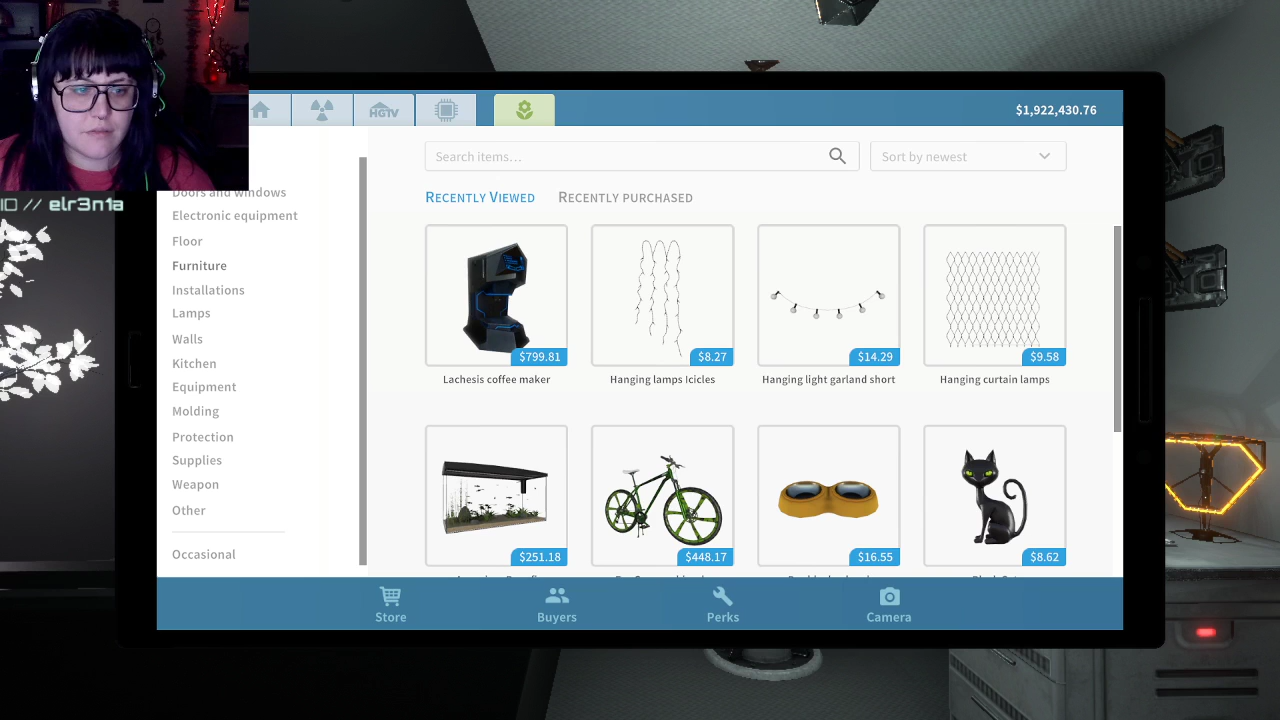 HGTV
$1,922,430.76
Search items...
Sort by newest
RECENTLY VIEWED
RECENTLY PURCHASED
// elr3n1a
Doors and windows
Electronic equipment
Floor
Furniture
Installations
Lamps
Walls
Kitchen
Equipment
Molding
Protection
Supplies
Weapon
Other
Occasional
$799.81
$8.27
$14.29
$9.58
Lachesis coffee maker
Hanging lamps Icicles
Hanging light garland short
Hanging curtain lamps
$251.18
$448.17
$16.55
$8.62
Store
Buyers
Perks
Camera